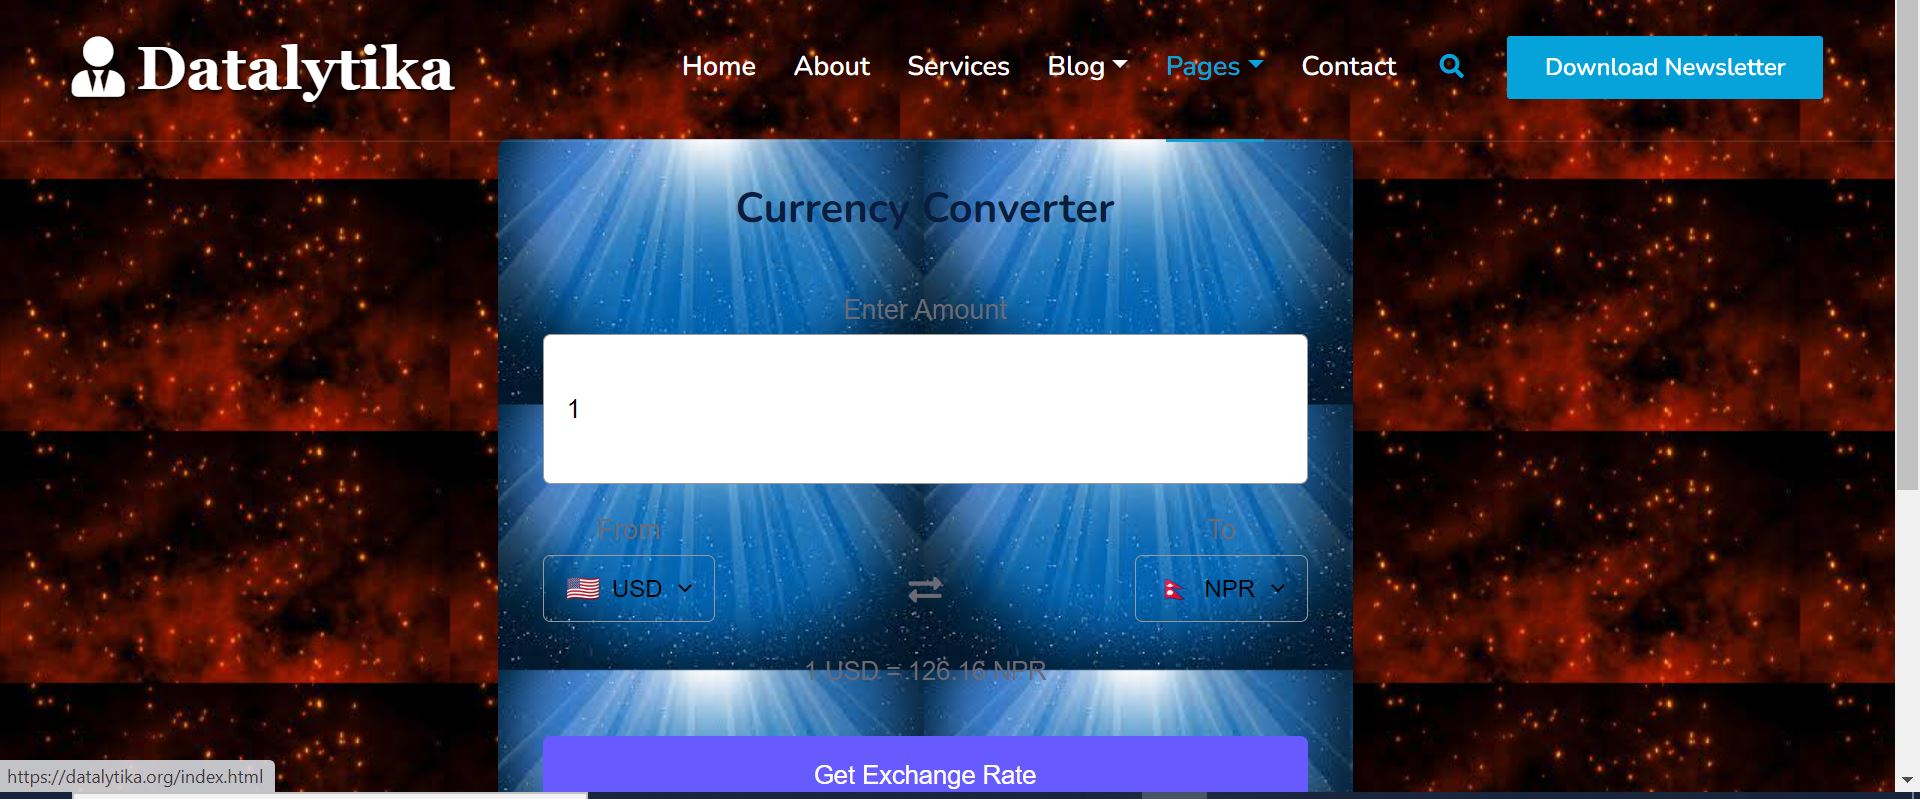 Datalytika
Home About Services Blog Pages Contact Download Newsletter
Currency Converter
Enter Amount
1
From To
USD NPR
1 USD = 126.16 NPR
Get Exchange Rate
https://datalytika.org/index.html